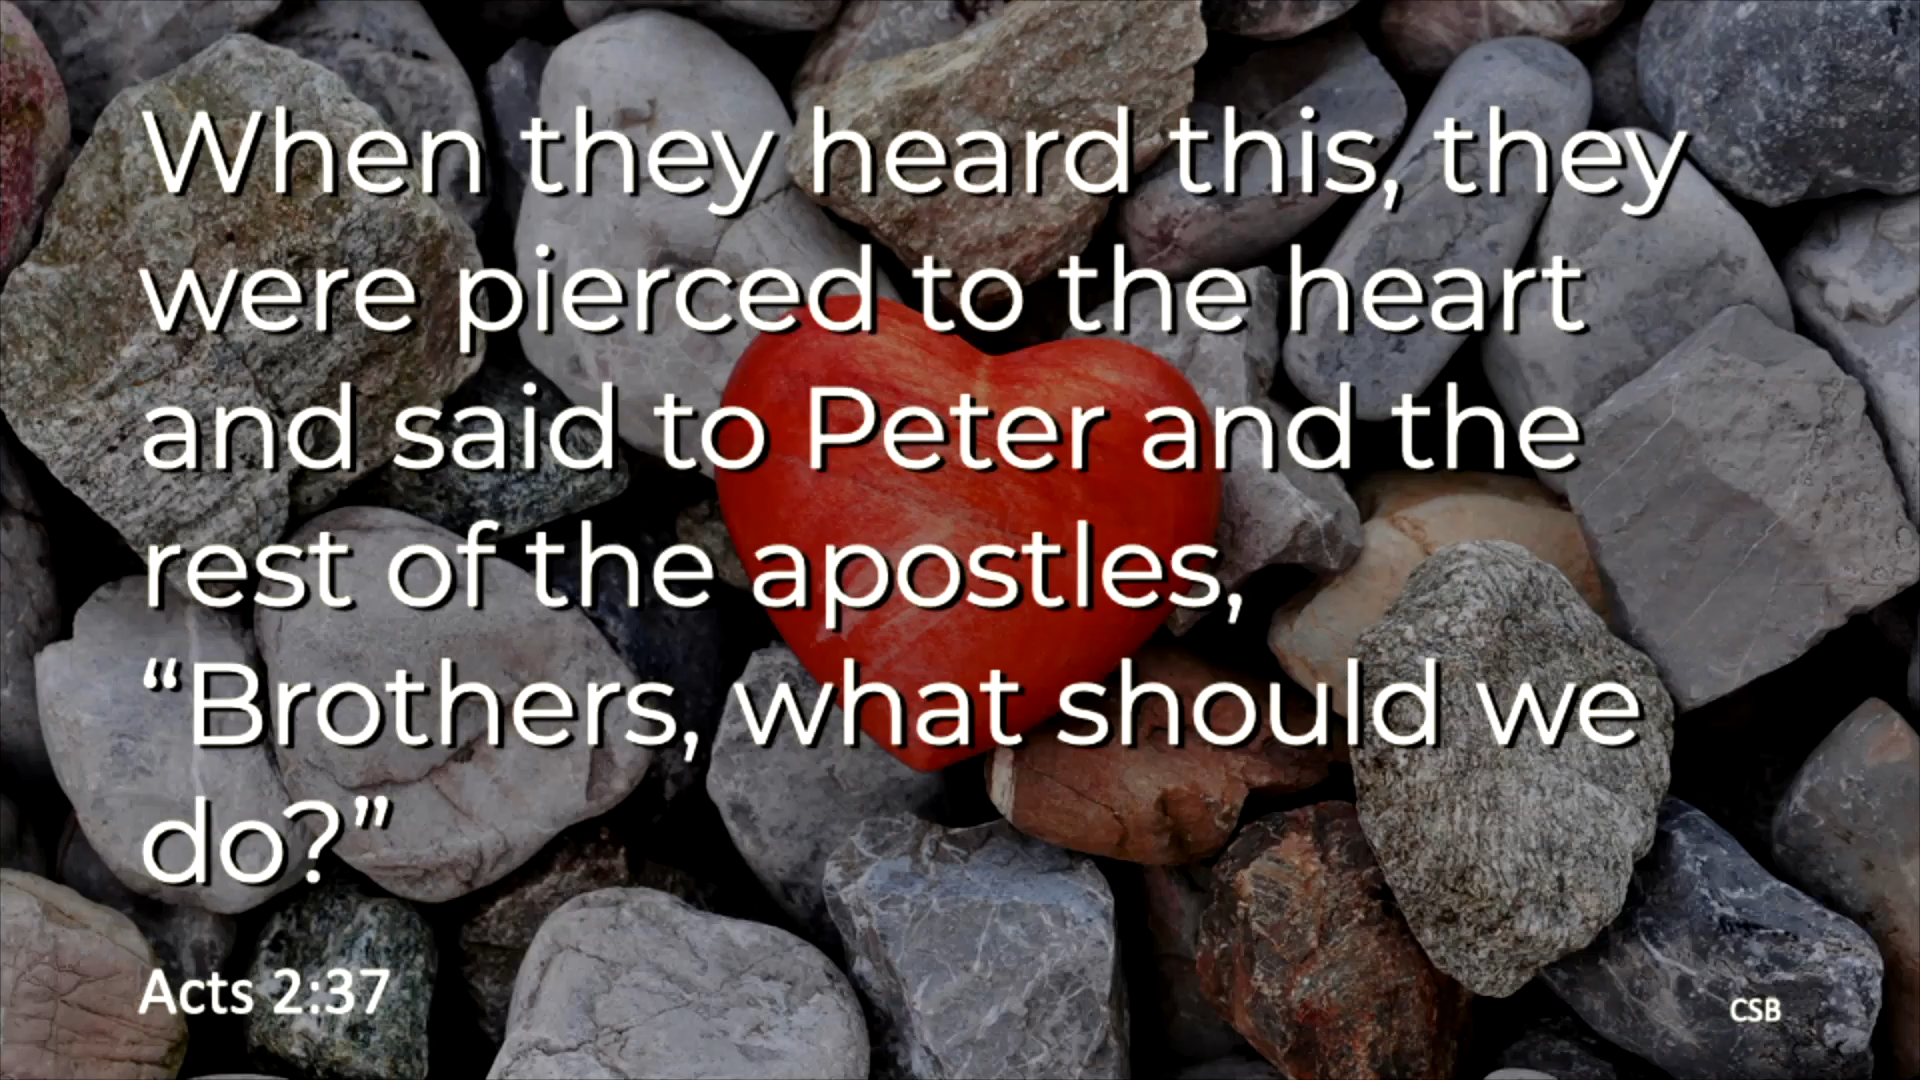 When they heard this, they
were pierced to the heart
and said to Peter and the
rest of the apostles,
“Brothers, what should we
do?”
Acts 2:37
CSB